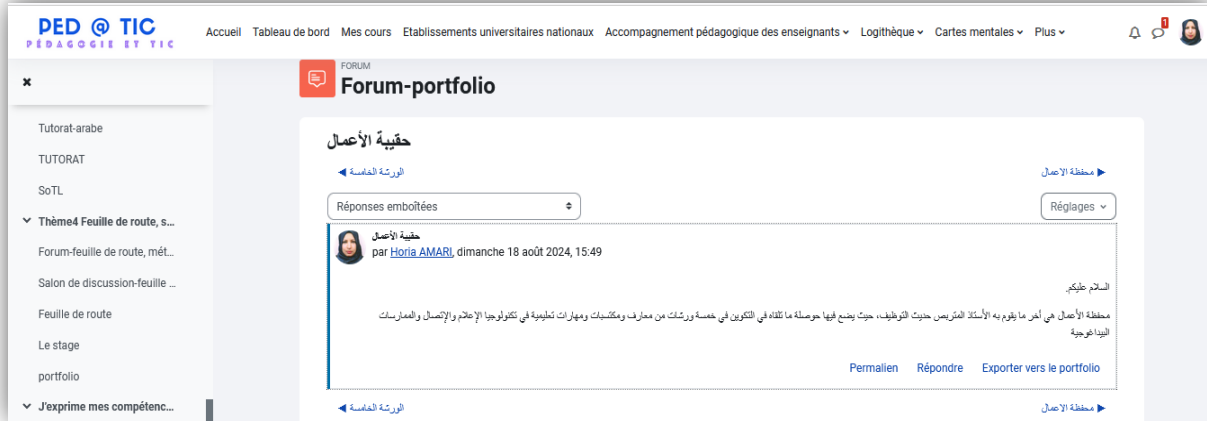 PED @ TIC
PÉDAGOGIE ET TIC
Accueil Tableau de bord Mes cours Etablissements universitaires nationaux Accompagnement pédagogique des enseignants Logithèque Cartes mentales Plus
1
Tutorat-arabe
TUTORAT
SoTL
Thème4 Feuille de route, s...
Forum-feuille de route, mét...
Salon de discussion-feuille ...
Feuille de route
Le stage
portfolio
J'exprime mes compétenc...
FORUM
Forum-portfolio
حقيبة الأعمال
الورشة الخامسة ◀
▶ محفظة الاعمال
Réponses emboîtées
Réglages
حقيبة الأعمال
par Horia AMARI, dimanche 18 août 2024, 15:49
السلام عليكم.
محفظة الأعمال هي أخر ما يقوم به الأستاذ المتربص حديث التوظيف، حيث يضع فيها حوصلة ما تلقاه في التكوين في خمسة ورشات من معارف ومكتسبات ومهارات تعليمية في تكنولوجيا الإعلام والإتصال والممارسات
البيداغوجية
Permalien Répondre Exporter vers le portfolio
الورشة الخامسة ◀
▶ محفظة الاعمال